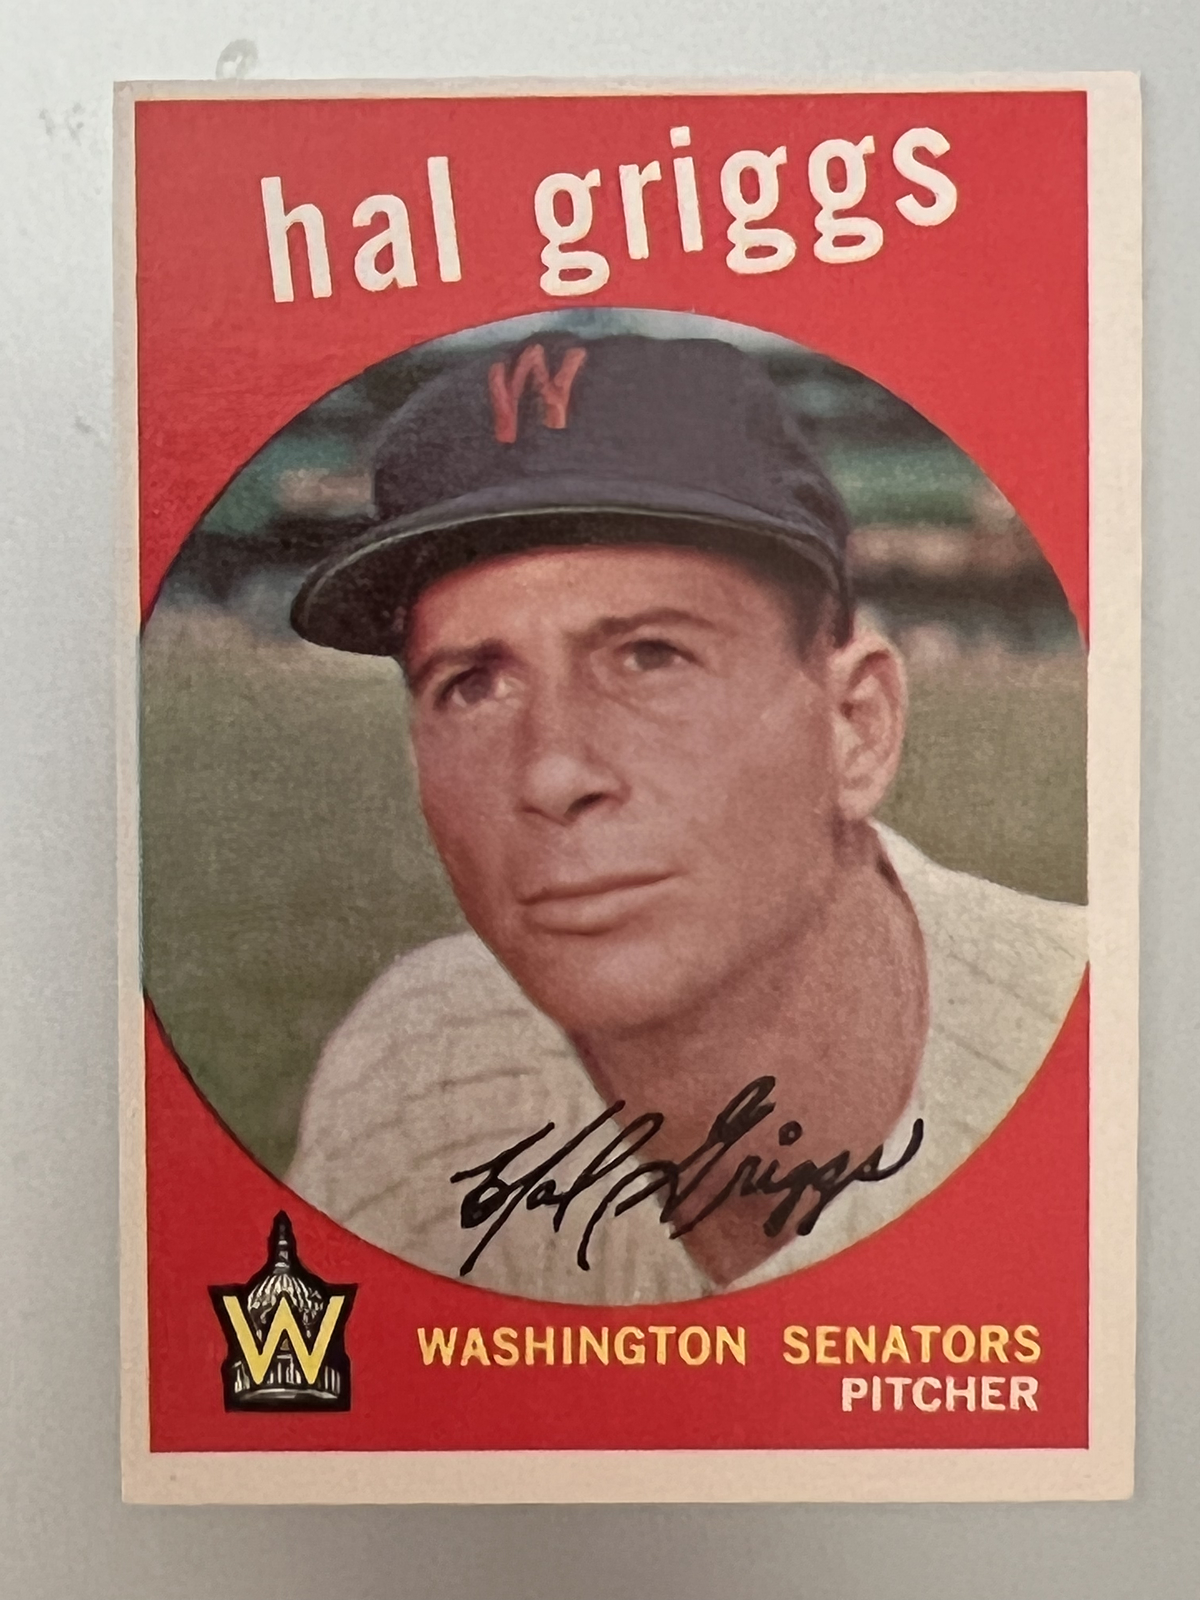 hal griggs
W
Hal Griggs
W
WASHINGTON SENATORS
PITCHER